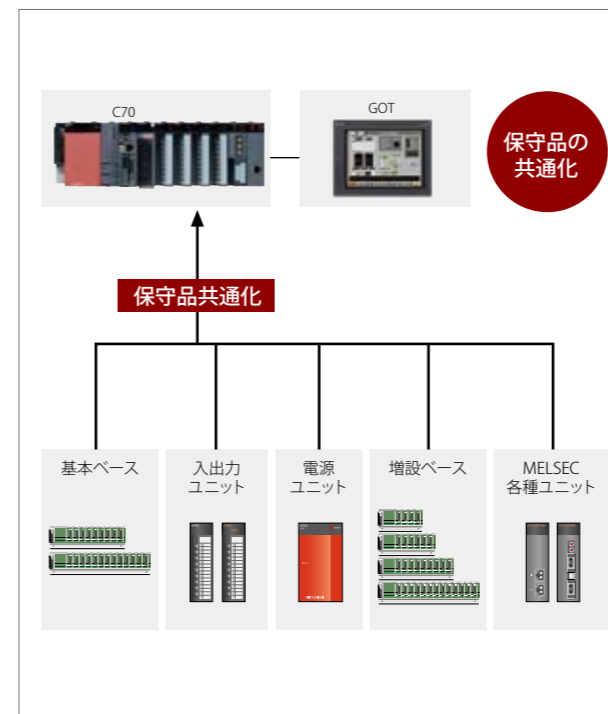 C70
GOT
保守品の
共通化
保守品共通化
基本ベース
入出力
ユニット
電源
ユニット
増設ベース
MELSEC
各種ユニット